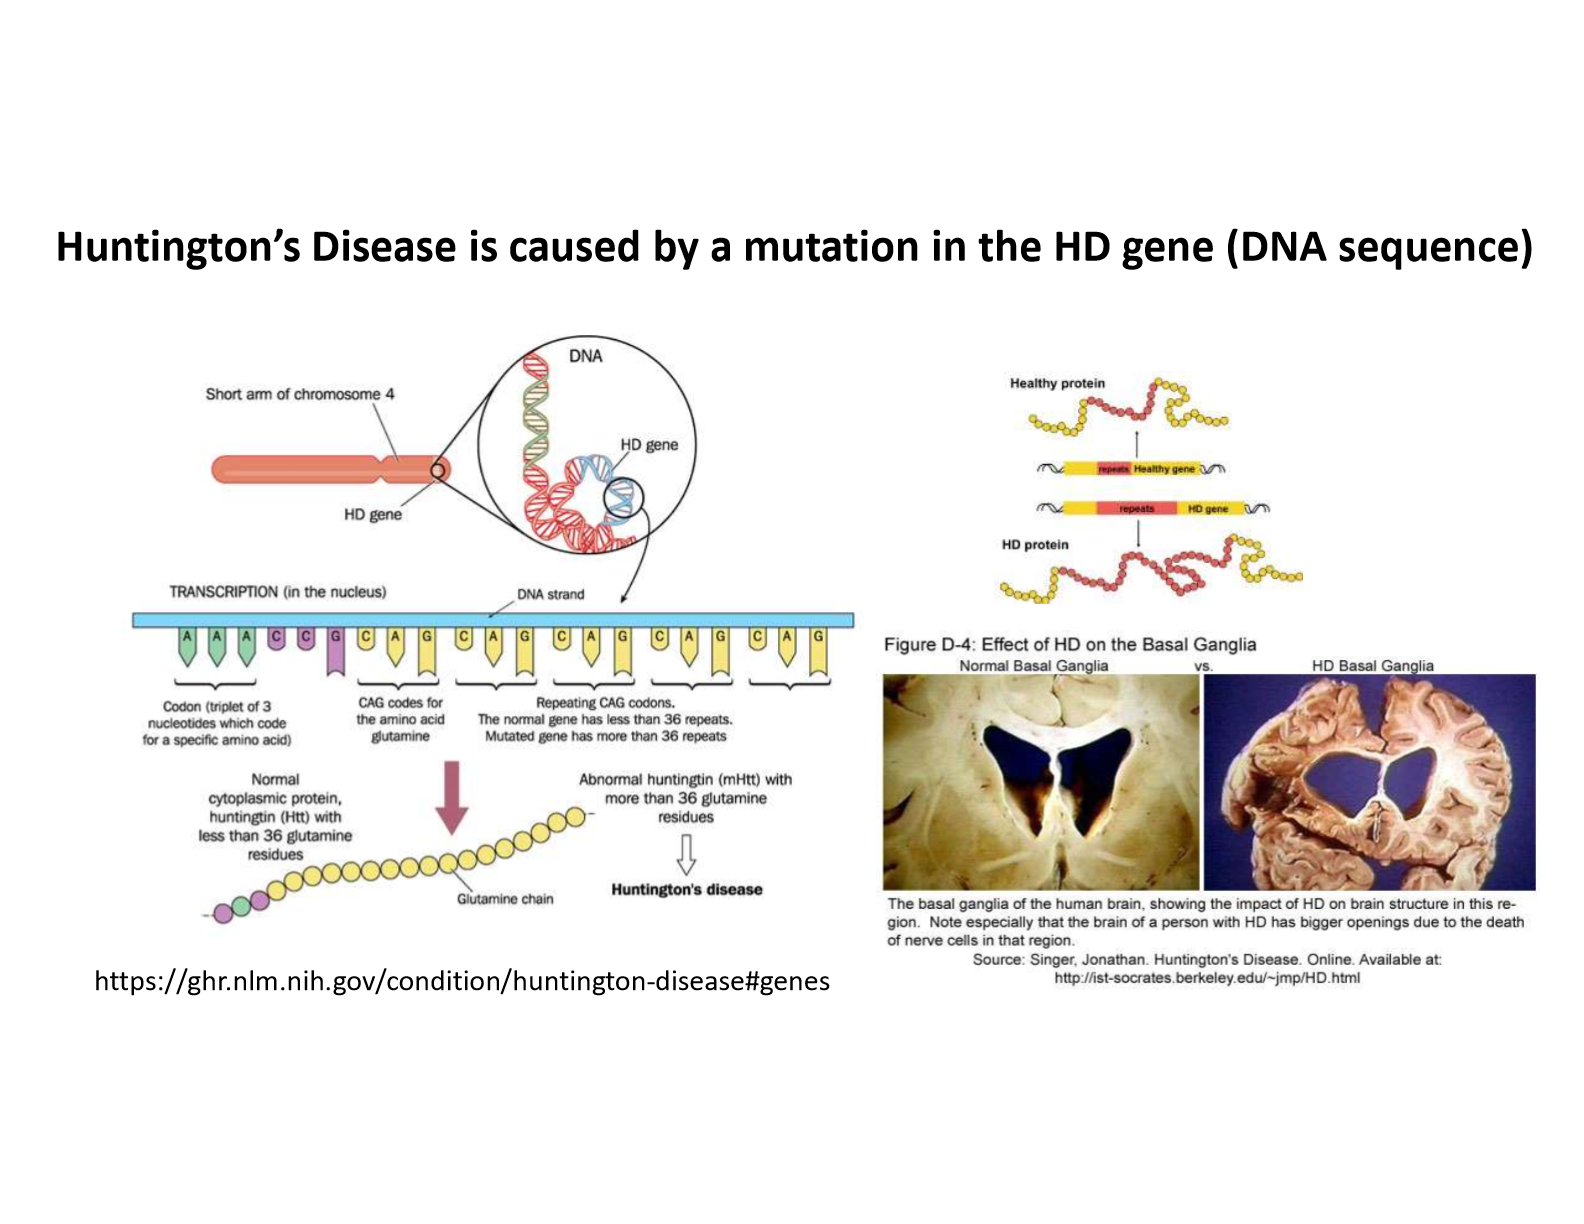 Huntington’s Disease is caused by a mutation in the HD gene (DNA sequence)
DNA
Short arm of chromosome 4
HD gene
HD gene
TRANSCRIPTION (in the nucleus)
DNA strand
A A A C C G C A G C A G C A G C A G C A G
Codon (triplet of 3
nucleotides which code
for a specific amino acid)
CAG codes for
the amino acid
glutamine
Repeating CAG codons.
The normal gene has less than 36 repeats.
Mutated gene has more than 36 repeats
Normal
cytoplasmic protein,
huntingtin (Htt) with
less than 36 glutamine
residues
Abnormal huntingtin (mHtt) with
more than 36 glutamine
residues
Glutamine chain
Huntington's disease
https://ghr.nlm.nih.gov/condition/huntington-disease#genes
Healthy protein
repeats Healthy gene
repeats HD gene
HD protein
Figure D-4: Effect of HD on the Basal Ganglia
Normal Basal Ganglia vs. HD Basal Ganglia
The basal ganglia of the human brain, showing the impact of HD on brain structure in this re-
gion. Note especially that the brain of a person with HD has bigger openings due to the death
of nerve cells in that region.
Source: Singer, Jonathan. Huntington's Disease. Online. Available at:
http://ist-socrates.berkeley.edu/~jmp/HD.html